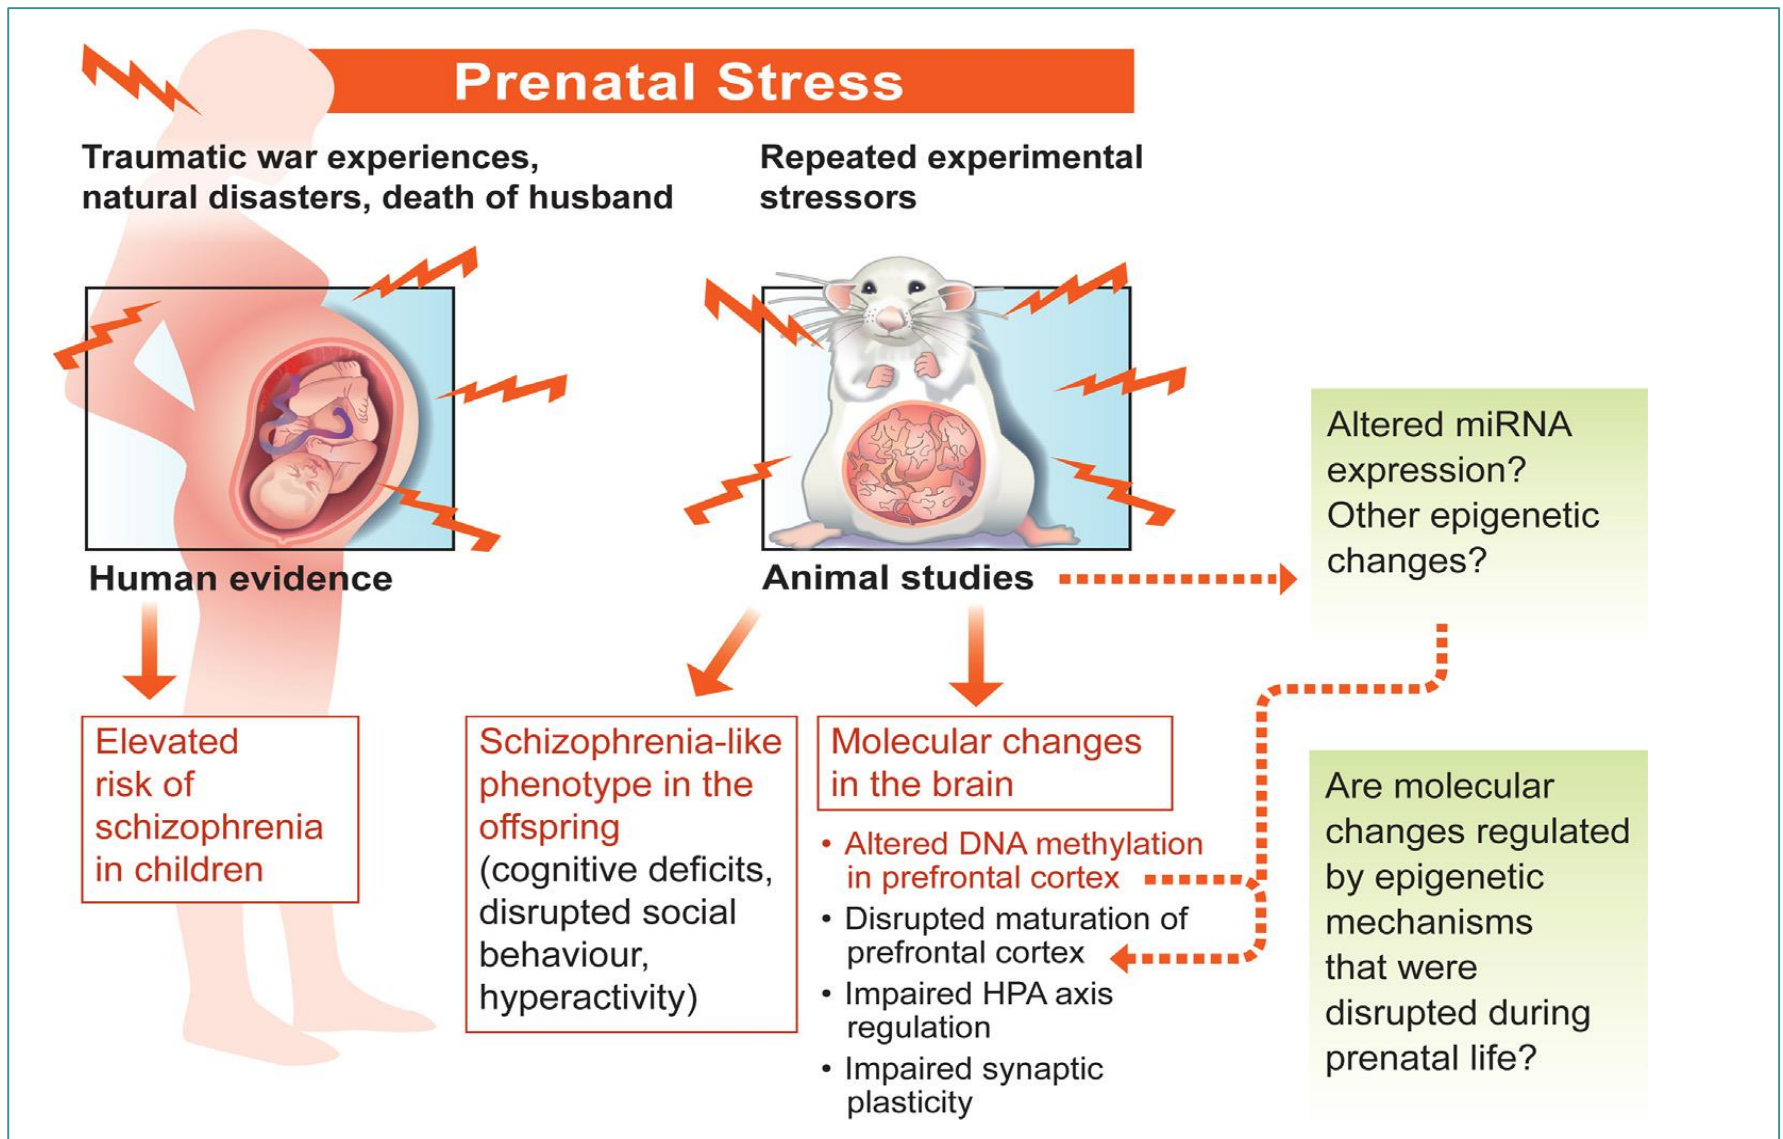 Prenatal Stress
Traumatic war experiences,
natural disasters, death of husband
Repeated experimental
stressors
Human evidence
Animal studies
Altered miRNA
expression?
Other epigenetic
changes?
Elevated
risk of
schizophrenia
in children
Schizophrenia-like
phenotype in the
offspring
(cognitive deficits,
disrupted social
behaviour,
hyperactivity)
Molecular changes
in the brain
• Altered DNA methylation
in prefrontal cortex
• Disrupted maturation of
prefrontal cortex
• Impaired HPA axis
regulation
• Impaired synaptic
plasticity
Are molecular
changes regulated
by epigenetic
mechanisms
that were
disrupted during
prenatal life?